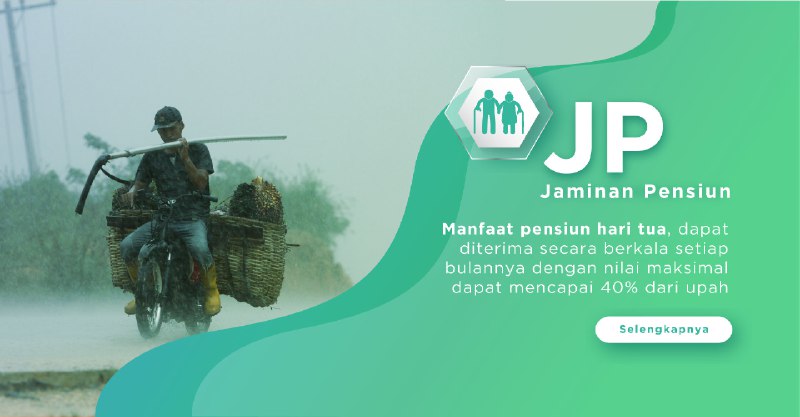 JP
Jaminan Pensiun
Manfaat pensiun hari tua, dapat
diterima secara berkala setiap
bulannya dengan nilai maksimal
dapat mencapai 40% dari upah
Selengkapnya